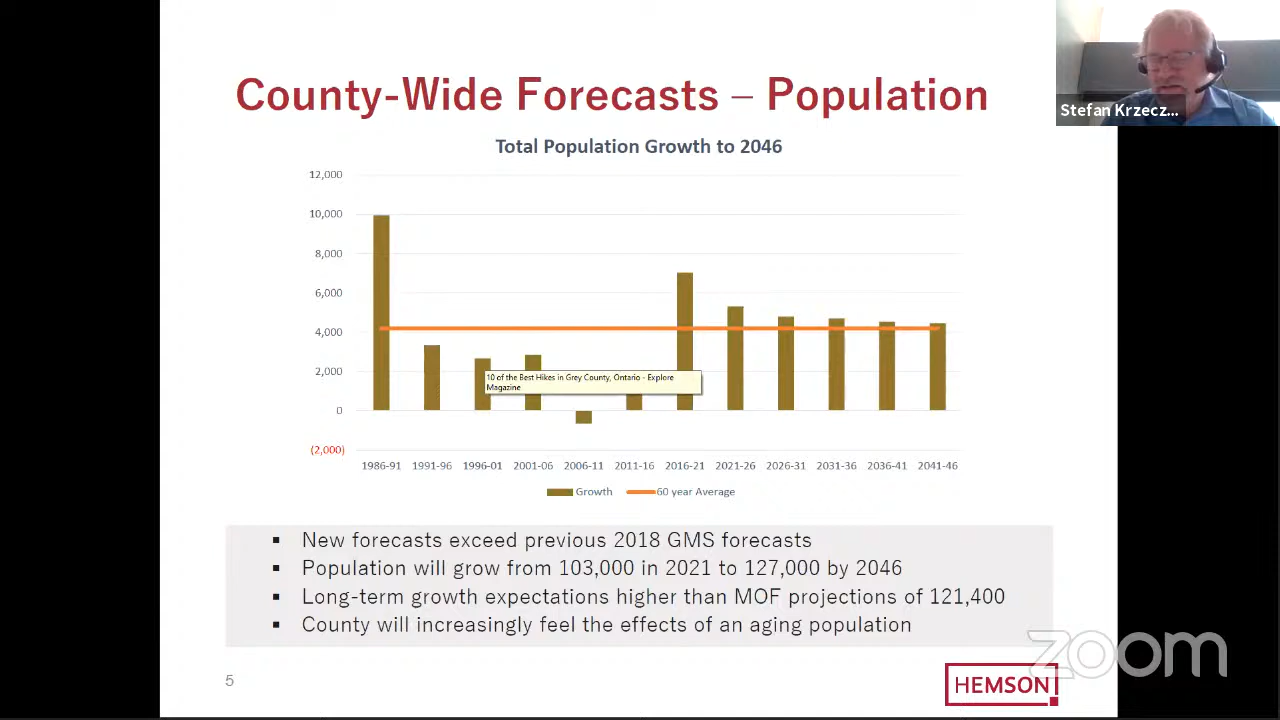 Stefan Krzecz...
County-Wide Forecasts – Population
Total Population Growth to 2046
12,000
10,000
8,000
6,000
4,000
2,000
0
(2,000)
10 of the Best Hikes in Grey County, Ontario - Explore
Magazine
1986-91 1991-96 1996-01 2001-06 2006-11 2011-16 2016-21 2021-26 2026-31 2031-36 2036-41 2041-46
Growth 60 year Average
▪ New forecasts exceed previous 2018 GMS forecasts
▪ Population will grow from 103,000 in 2021 to 127,000 by 2046
▪ Long-term growth expectations higher than MOF projections of 121,400
▪ County will increasingly feel the effects of an aging population
zoom
5
HEMSON